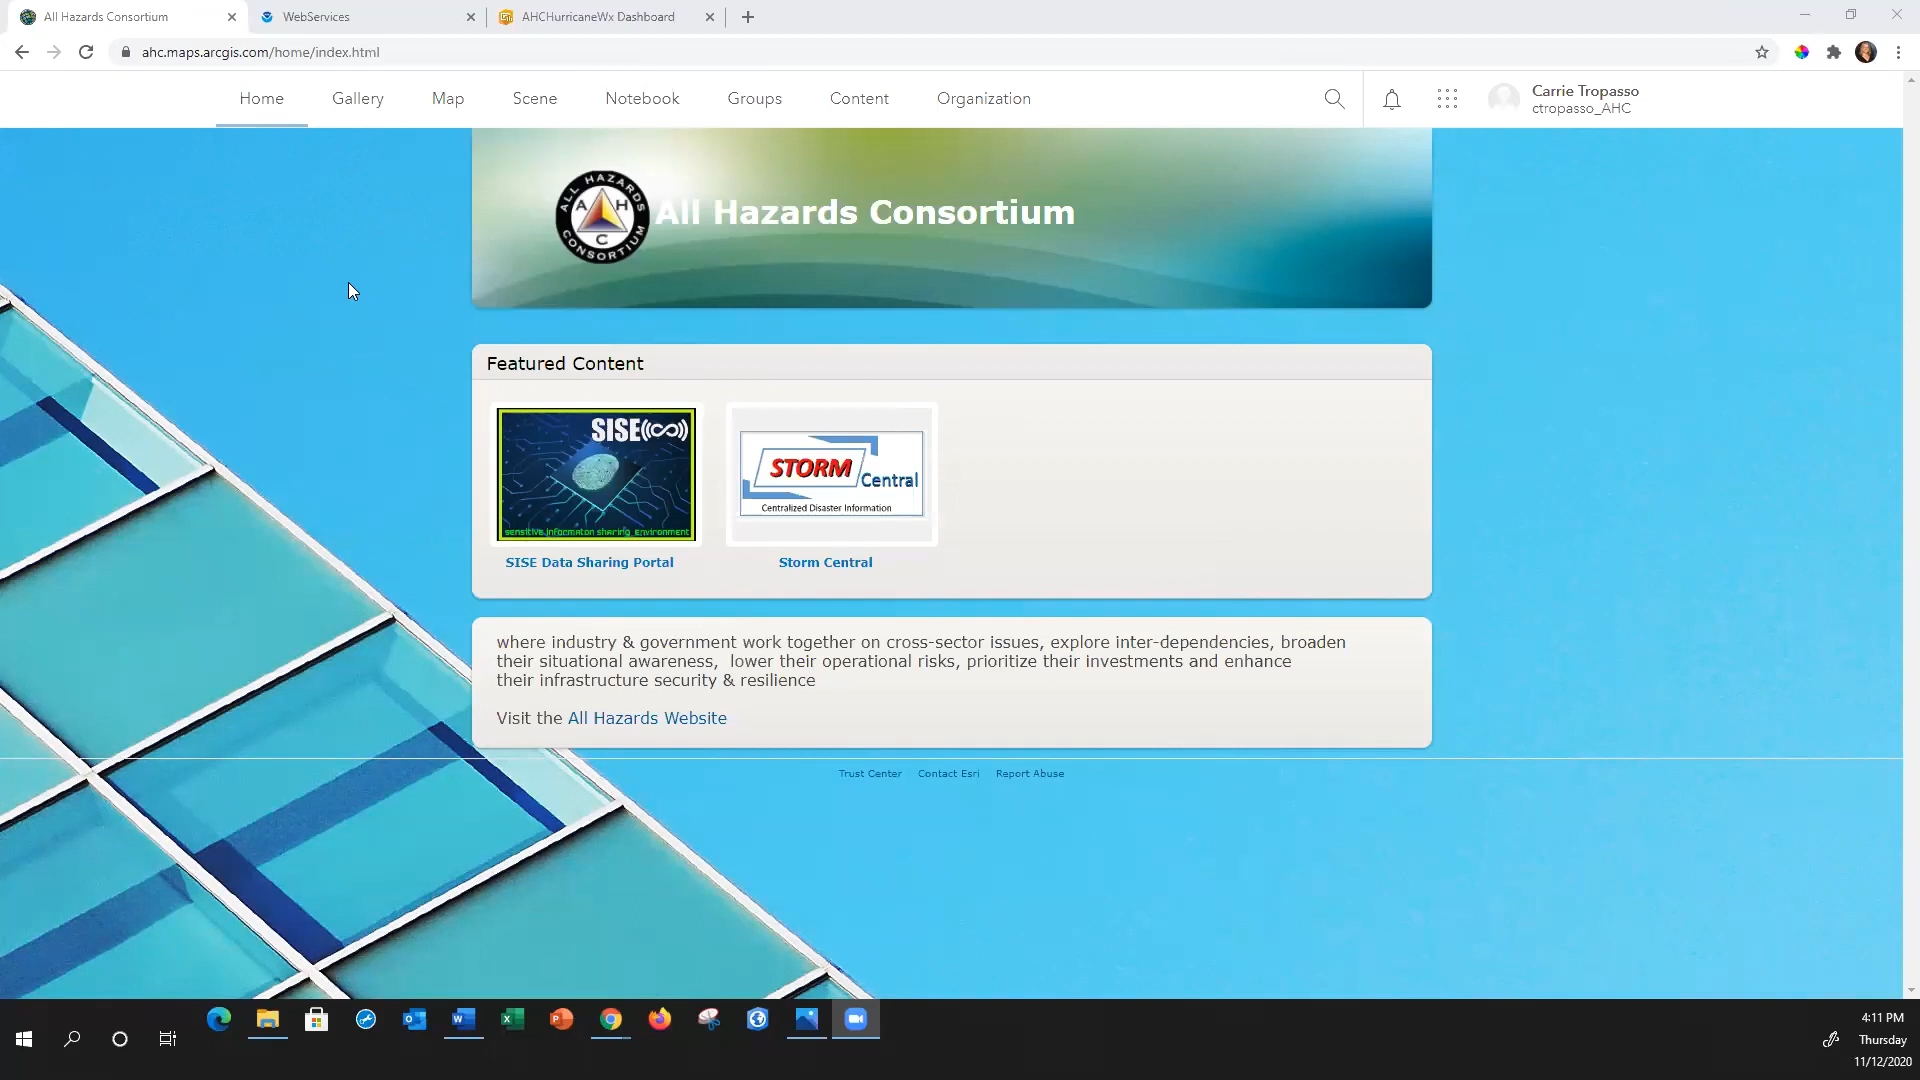 All Hazards Consortium
WebServices
AHCHurricaneWx Dashboard
ahc.maps.arcgis.com/home/index.html
Home
Gallery
Map
Scene
Notebook
Groups
Content
Organization
Carrie Tropasso
ctropasso_AHC
ALL HAZARDS
A H
C
CONSORTIUM
All Hazards Consortium
Featured Content
SISE
sensitive informaton sharing environment
STORM
Central
Centralized Disaster Information
SISE Data Sharing Portal
Storm Central
where industry & government work together on cross-sector issues, explore inter-dependencies, broaden
their situational awareness,  lower their operational risks, prioritize their investments and enhance
their infrastructure security & resilience
Visit the All Hazards Website
Trust Center
Contact Esri
Report Abuse
4:11 PM
Thursday
11/12/2020